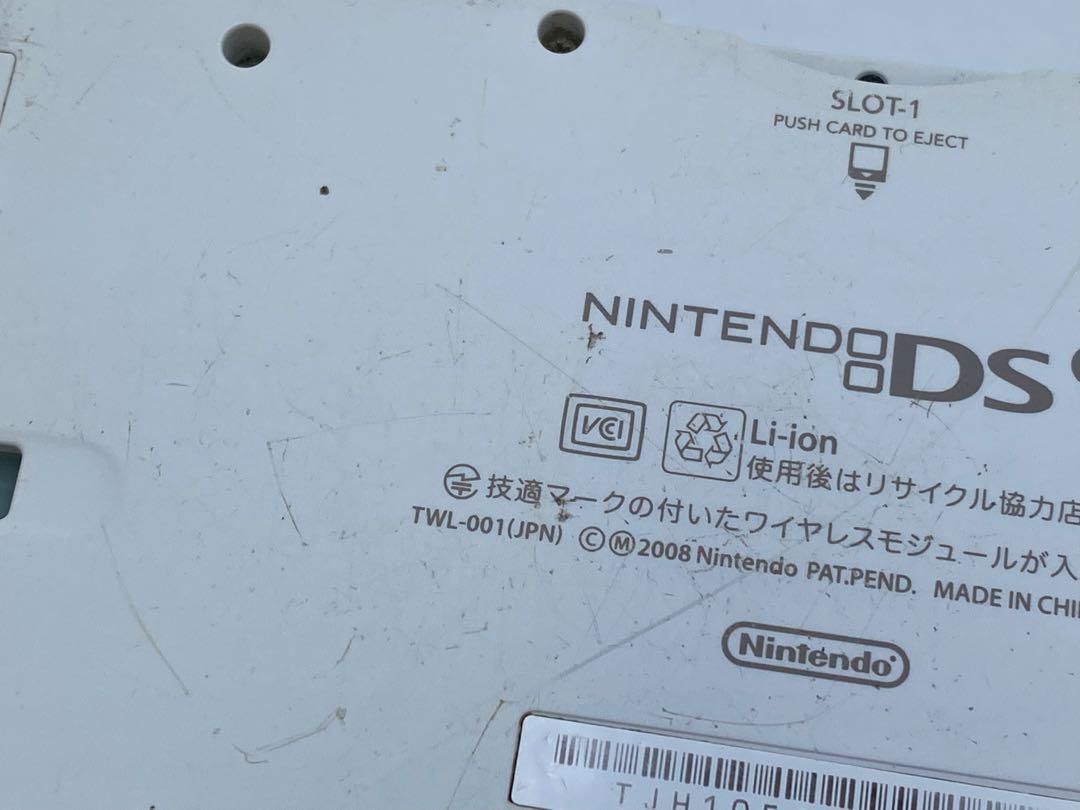 SLOT-1
PUSH CARD TO EJECT
NINTENDO DS
VCI
Li-ion
使用後はリサイクル協力店
技適マークの付いたワイヤレスモジュールが入
TWL-001(JPN) ©Ⓜ2008 Nintendo PAT.PEND. MADE IN CHI
Nintendo
TJH10